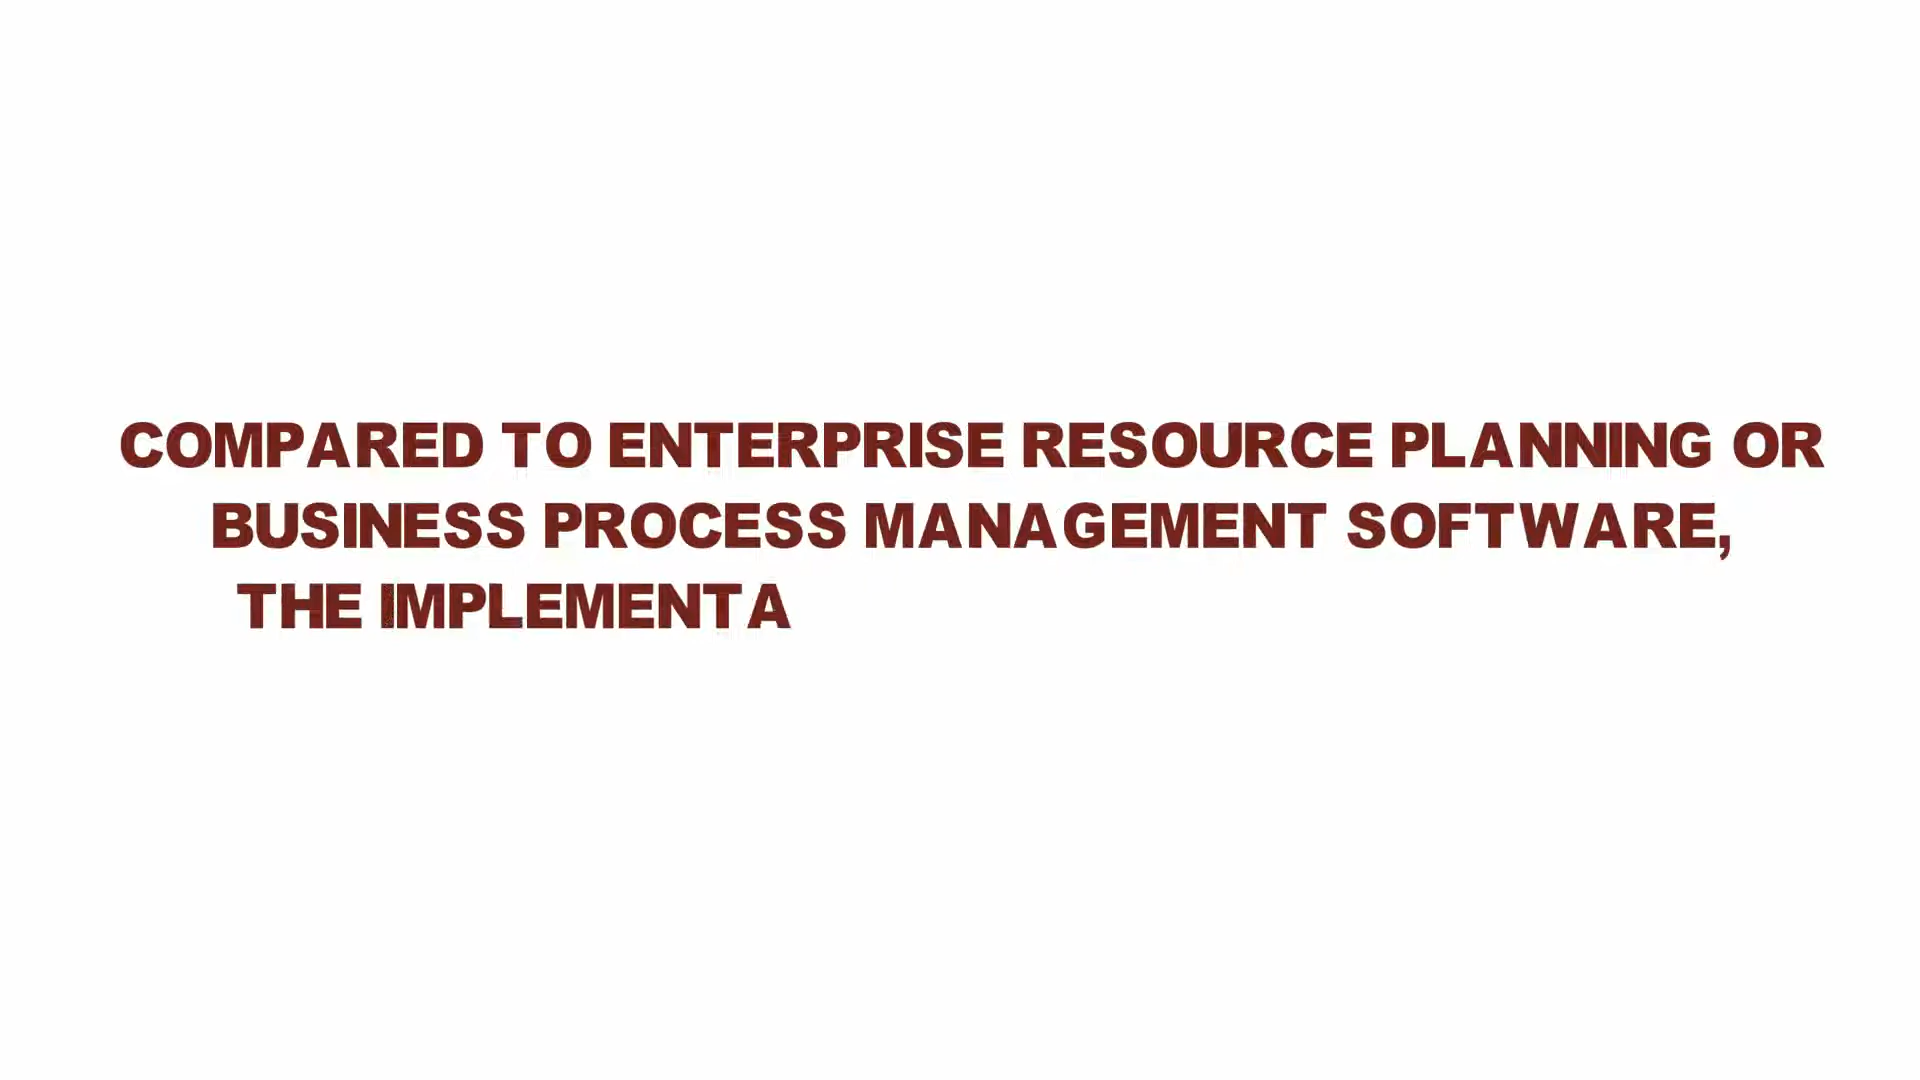 COMPARED TO ENTERPRISE RESOURCE PLANNING OR
BUSINESS PROCESS MANAGEMENT SOFTWARE,
THE IMPLEMENTA